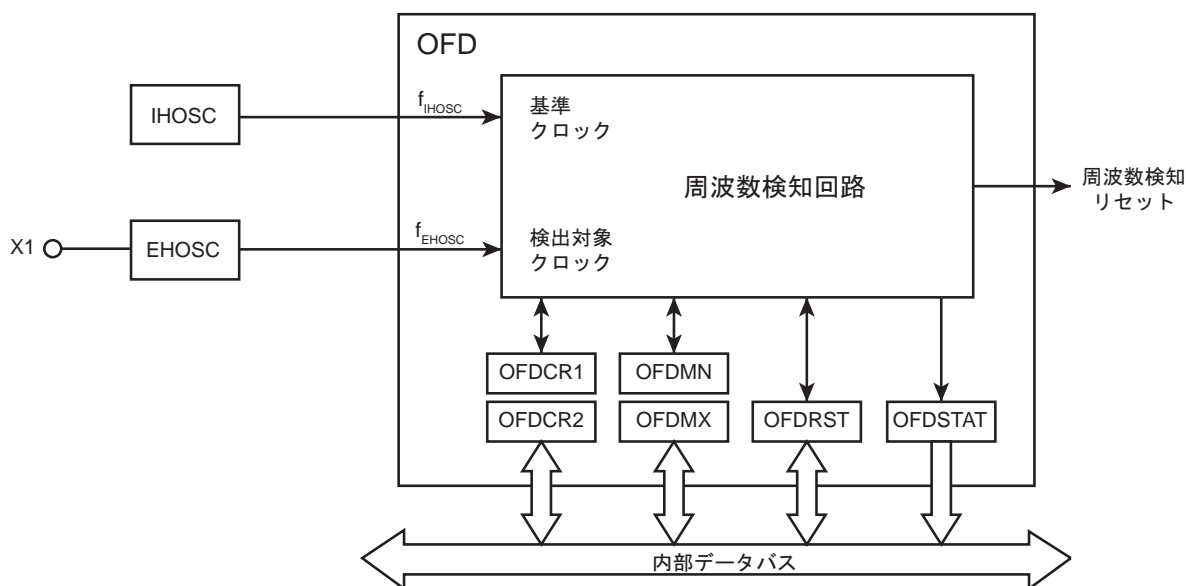 OFD
IHOSC
fIHOSC
基準
クロック
周波数検知回路
周波数検知
リセット
X1
EHOSC
fEHOSC
検出対象
クロック
OFDCR1
OFDMN
OFDCR2
OFDMX
OFDRST
OFDSTAT
内部データバス